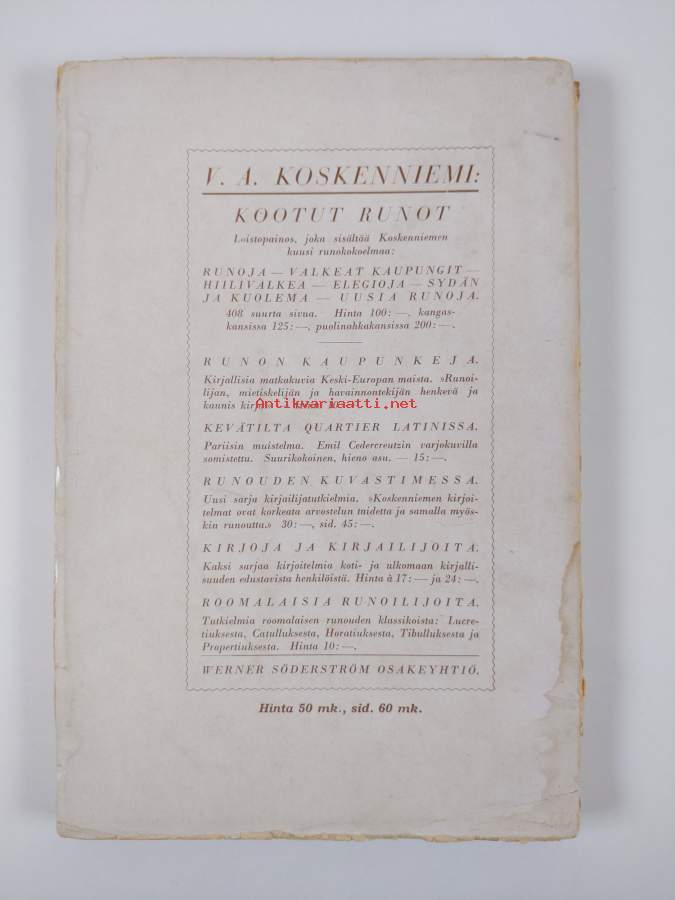 V. A. KOSKENNIEMI:
KOOTUT RUNOT
Loistopainos, joka sisältää Koskenniemen
kuusi runokokoelmaa:
RUNOJA — VALKEAT KAUPUNGIT —
HIILIVALKEA — ELEGIOJA — SYDÄN
JA KUOLEMA — UUSIA RUNOJA.
408 suurta sivua. Hinta 100: —, kangas-
kansissa 125: —, puolinahkakansissa 200: —.
RUNON KAUPUNKEJA.
Kirjallisia matkakuvia Keski-Europan maista. »Runoi-
lijan, mietiskelijän ja havainnontekijän henkevä ja
kaunis
Antikvariaatti.net
KEVÄTILTA QUARTIER LATINISSA.
Pariisin muistelma. Emil Cedercreutzin varjokuvilla
somistettu. Suurikokoinen, hieno asu. — 15: —.
RUNOUDEN KUVASTIMESSA.
Uusi sarja kirjailijatutkielmia. »Koskenniemen kirjoi-
telmat ovat korkeata arvostelun taidetta ja samalla myös-
kin runoutta.» 30: —, sid. 45: —.
KIRJOJA JA KIRJAILIJOITA.
Kaksi sarjaa kirjoitelmia koti- ja ulkomaan kirjalli-
suuden edustavista henkilöistä. Hinta à 17: — ja 24: —.
ROOMALAISIA RUNOILIJOITA.
Tutkielmia roomalaisen runouden klassikoista: Lucre-
tiuksesta, Catulluksesta, Horatiuksesta, Tibulluksesta ja
Propertiuksesta. Hinta 10: —.
WERNER SÖDERSTRÖM OSAKEYHTIÖ.
Hinta 50 mk., sid. 60 mk.